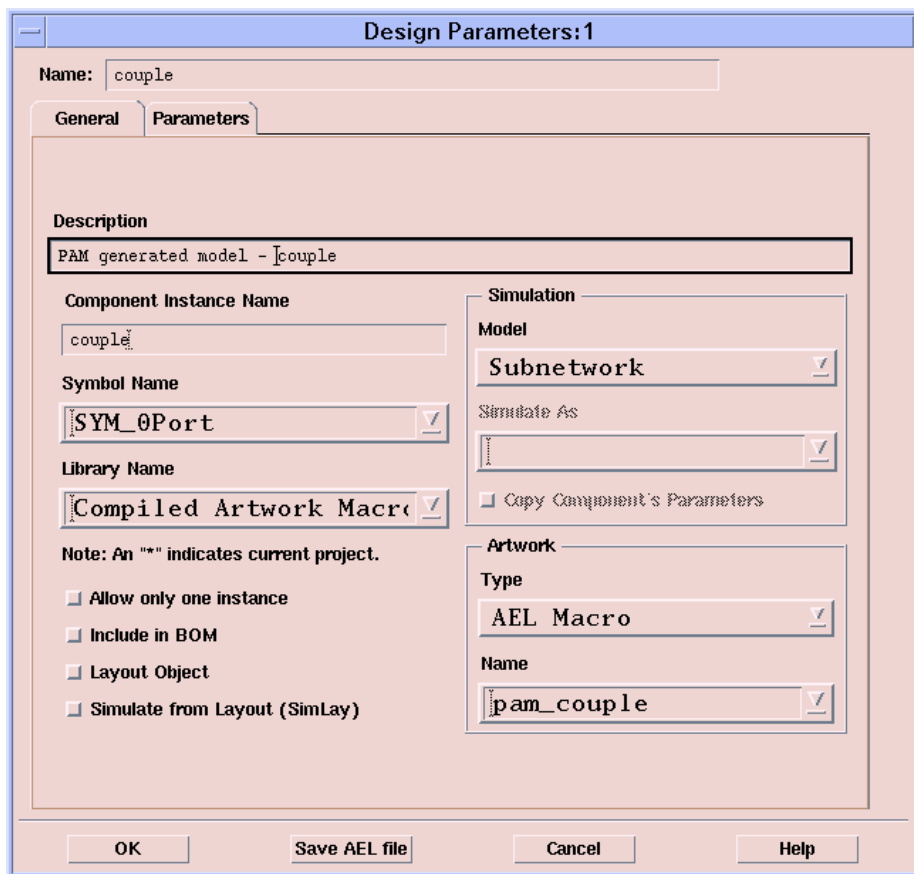 Design Parameters:1
Name: couple
General Parameters
Description
PAM generated model - couple
Component Instance Name
couple
Symbol Name
SYM_0Port
Library Name
Compiled Artwork Macr
Note: An "*" indicates current project.
Allow only one instance
Include in BOM
Layout Object
Simulate from Layout (SimLay)
Simulation
Model
Subnetwork
Simulate As
Copy Component's Parameters
Artwork
Type
AEL Macro
Name
pam_couple
OK Save AEL file Cancel Help